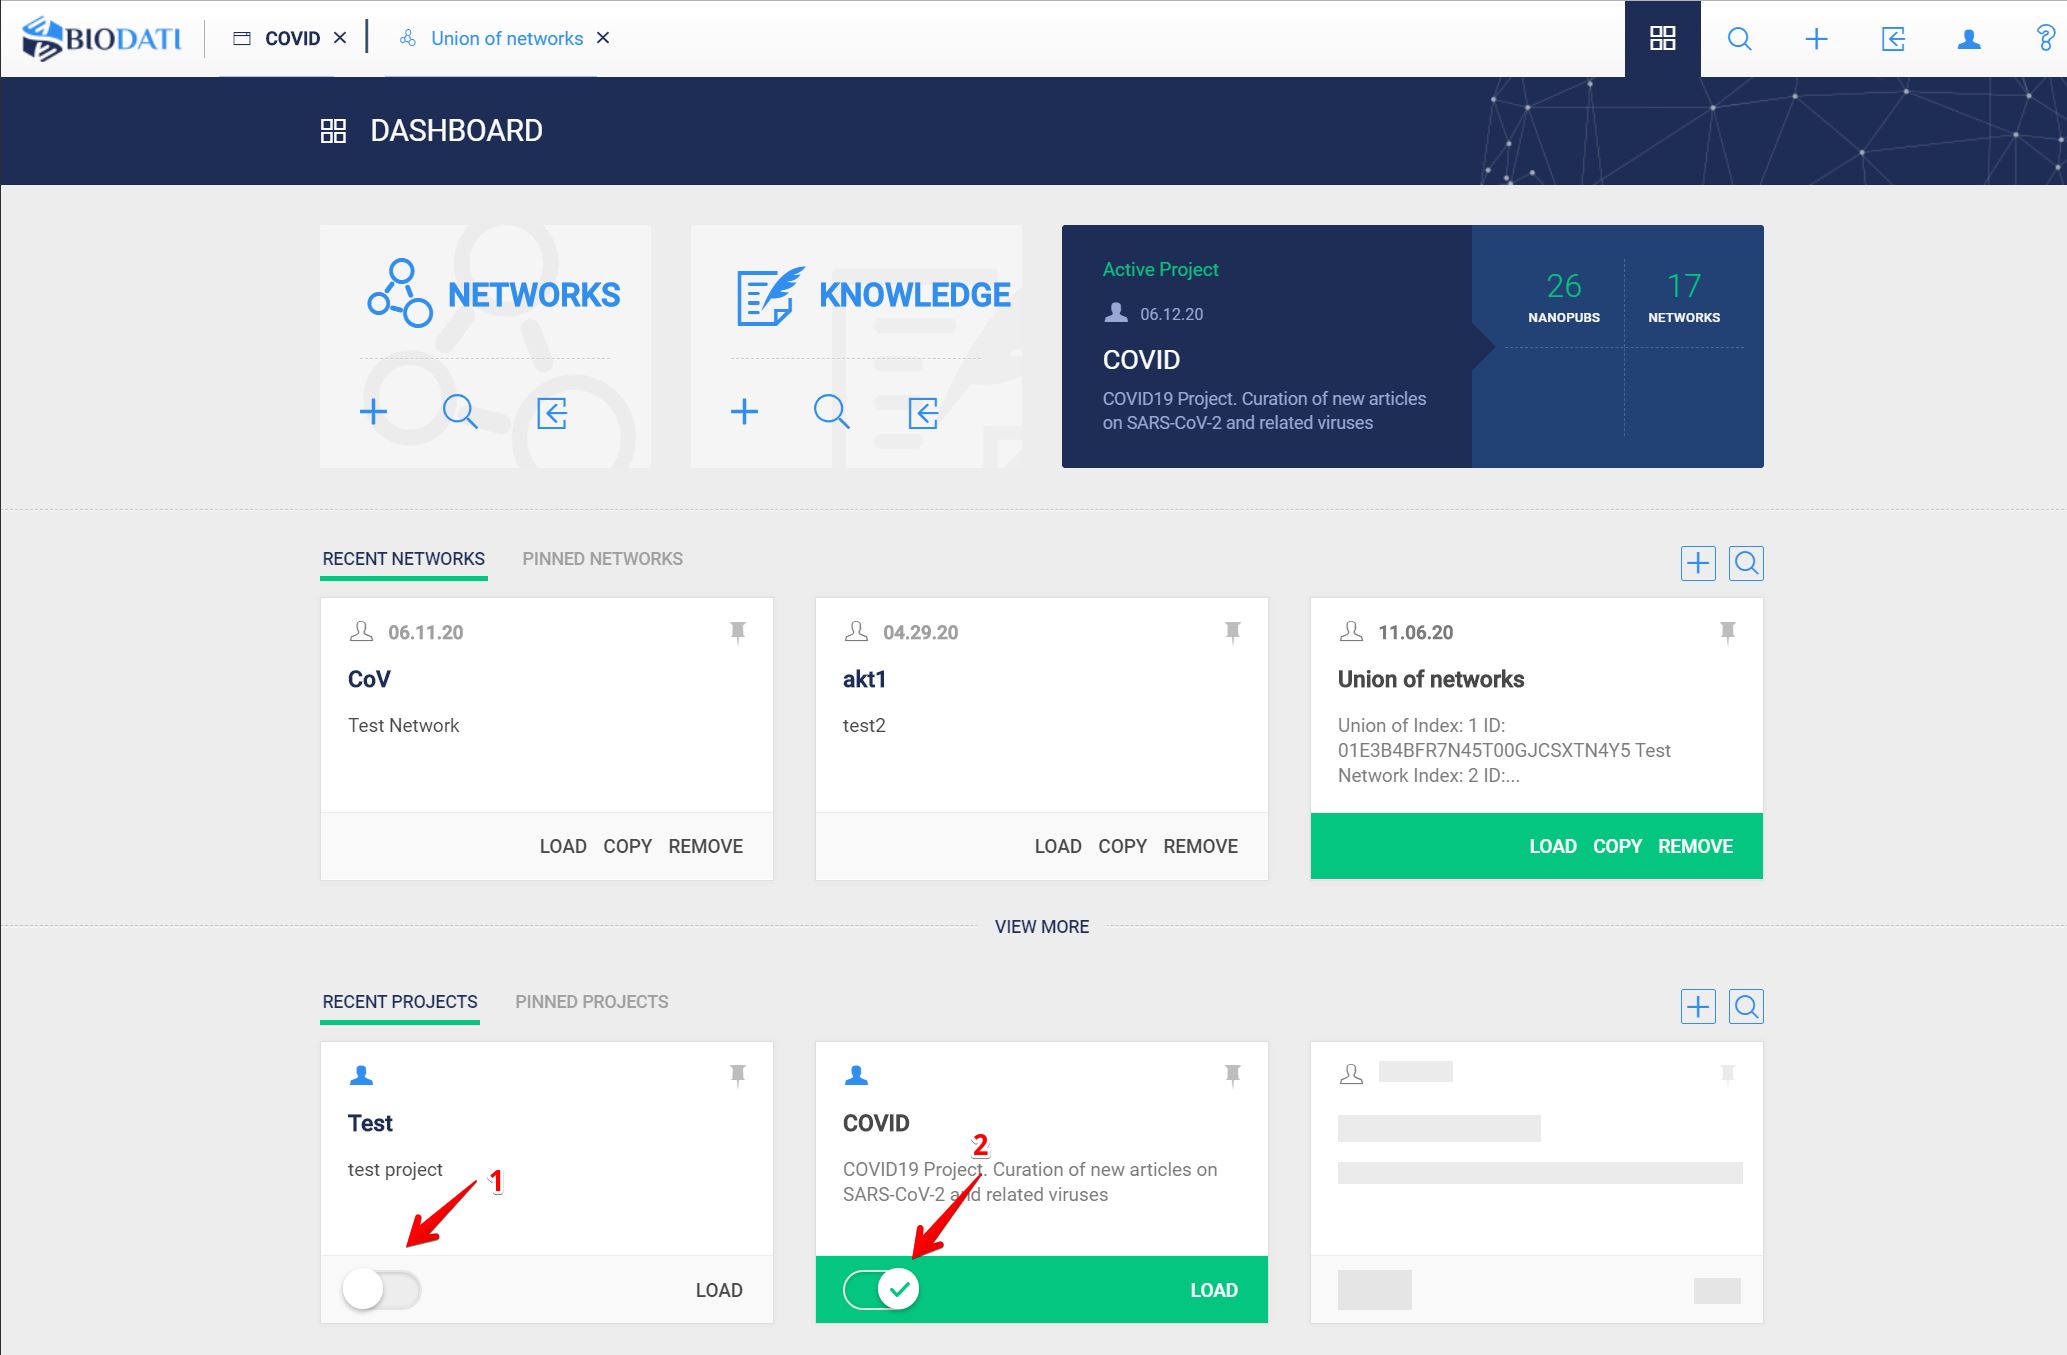 BIODATI
COVID
Union of networks
DASHBOARD
NETWORKS
KNOWLEDGE
Active Project
06.12.20
COVID
COVID19 Project. Curation of new articles
on SARS-CoV-2 and related viruses
26
NANOPUBS
17
NETWORKS
RECENT NETWORKS
PINNED NETWORKS
06.11.20
CoV
Test Network
LOAD COPY REMOVE
04.29.20
akt1
test2
LOAD COPY REMOVE
11.06.20
Union of networks
Union of Index: 1 ID:
01E3B4BFR7N45T00GJCSXTN4Y5 Test
Network Index: 2 ID:...
LOAD COPY REMOVE
VIEW MORE
RECENT PROJECTS
PINNED PROJECTS
Test
test project
1
LOAD
COVID
2
COVID19 Project. Curation of new articles on
SARS-CoV-2 and related viruses
LOAD